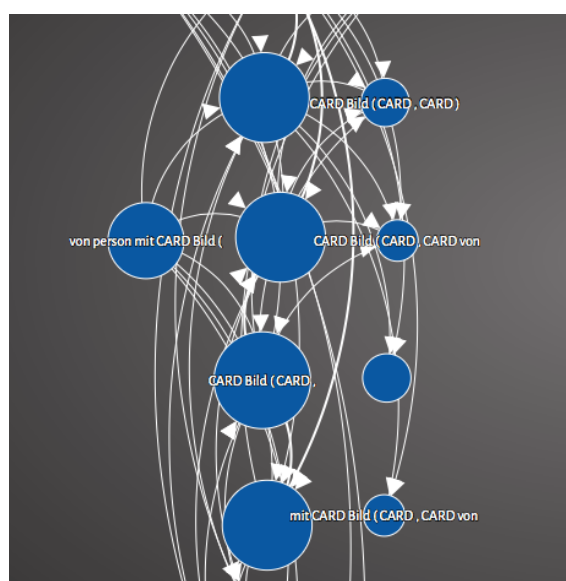 CARD Bild ( CARD , CARD )
von person mit CARD Bild (
CARD Bild ( CARD , CARD von
CARD Bild ( CARD ,
mit CARD Bild ( CARD , CARD von